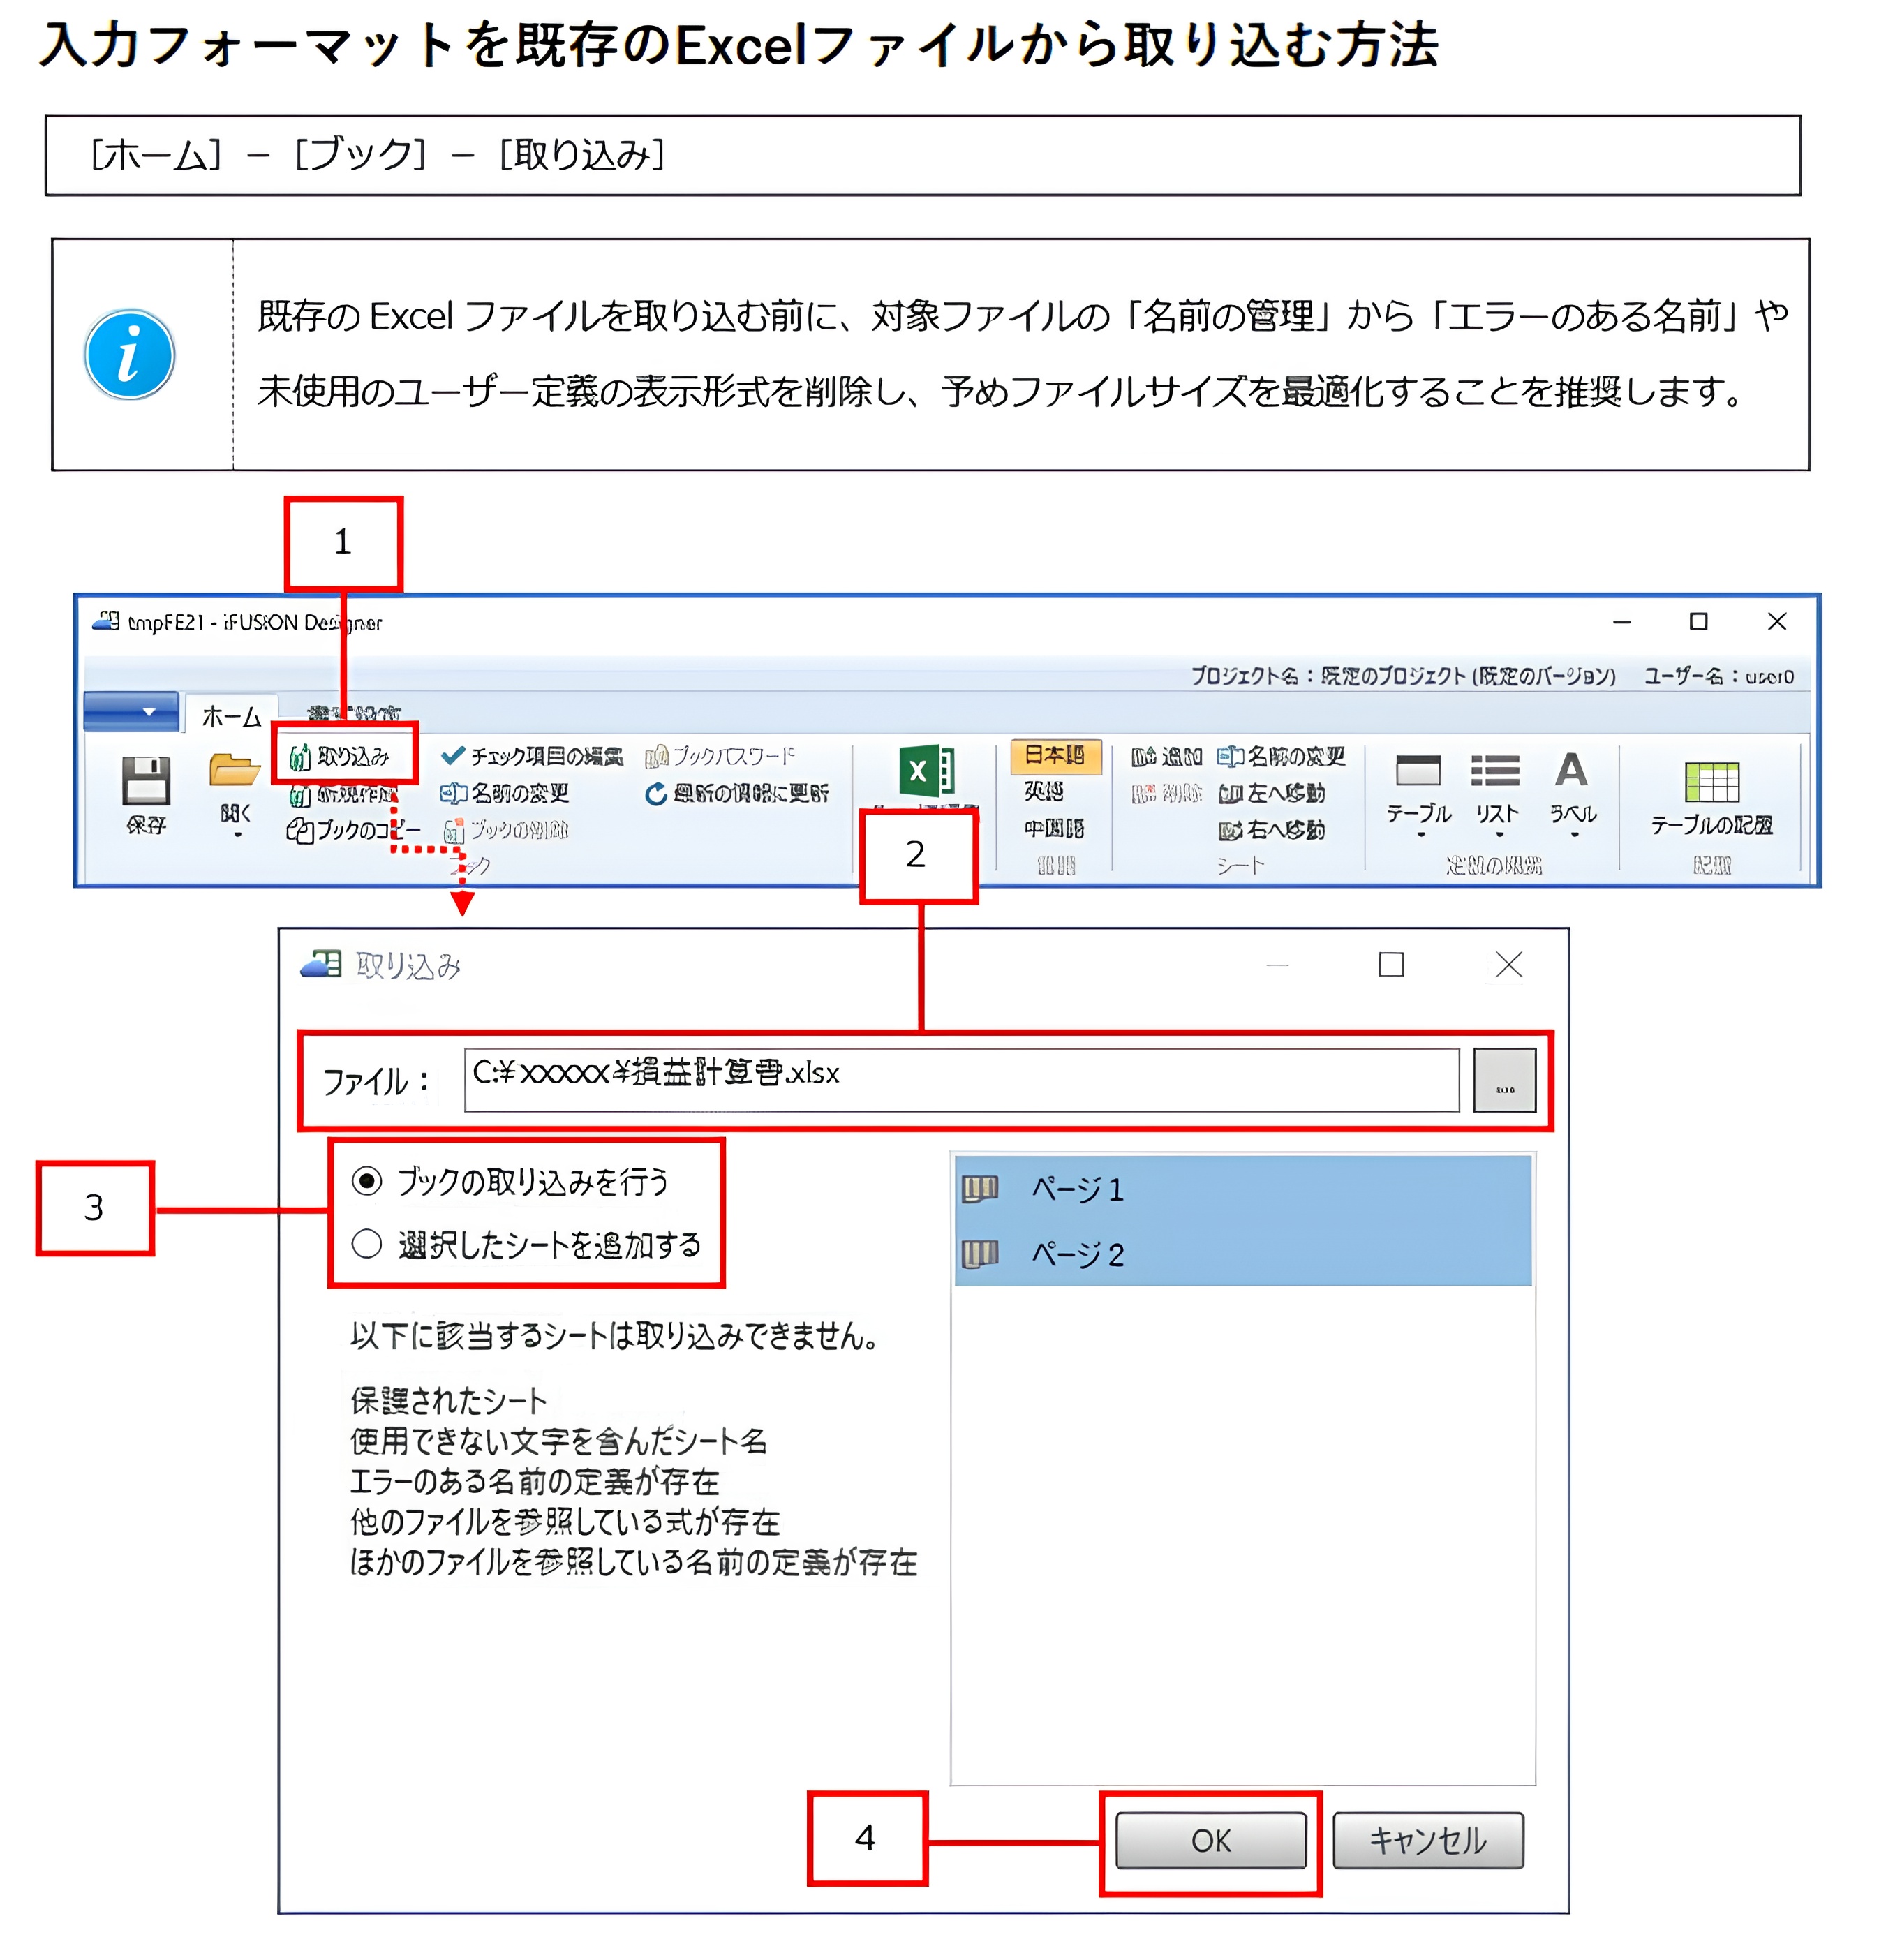 入力フォーマットを既存のExcelファイルから取り込む方法
[ホーム] － [ブック] － [取り込み]
既存の Excel ファイルを取り込む前に、対象ファイルの「名前の管理」から「エラーのある名前」や
未使用のユーザー定義の表示形式を削除し、予めファイルサイズを最適化することを推奨します。
1
tmpFE21 - iFUSION Designer
プロジェクト名：既定のプロジェクト (既定のバージョン) ユーザー名：user0
ホーム
取り込み
チェック項目の編集
ブックパスワード
日本語
追加
名前の変更
新規作成
名前の変更
最新の情報に更新
英語
削除
左へ移動
保存
開く
ブックのコピー
ブックの削除
中国語
右へ移動
テーブル
リスト
ラベル
テーブルの配置
ブック
言語
シート
配置
2
取り込み
ファイル：
C:¥xxxxx¥損益計算書.xlsx
...
3
ブックの取り込みを行う
選択したシートを追加する
ページ1
ページ2
以下に該当するシートは取り込みできません。
保護されたシート
使用できない文字を含んだシート名
エラーのある名前の定義が存在
他のファイルを参照している式が存在
ほかのファイルを参照している名前の定義が存在
4
OK
キャンセル